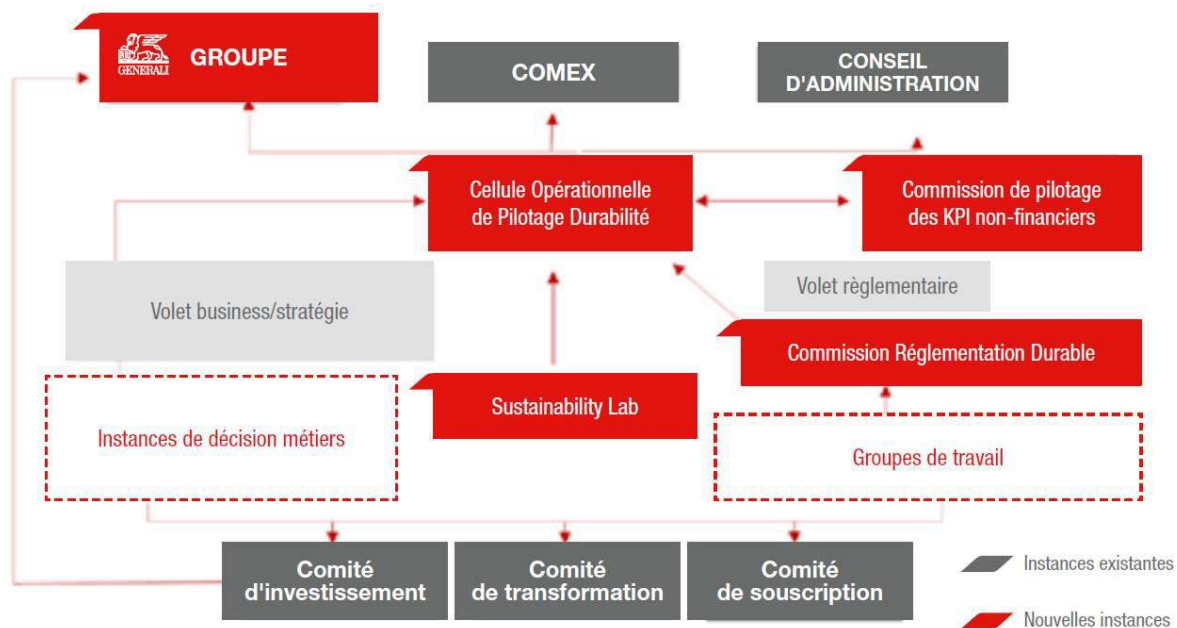 GENERALI
GROUPE
COMEX
CONSEIL
D'ADMINISTRATION
Cellule Opérationnelle
de Pilotage Durabilité
Commission de pilotage
des KPI non-financiers
Volet business/stratégie
Volet règlementaire
Commission Réglementation Durable
Sustainability Lab
Instances de décision métiers
Groupes de travail
Comité
d'investissement
Comité
de transformation
Comité
de souscription
Instances existantes
Nouvelles instances